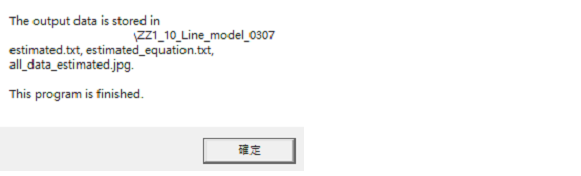 The output data is stored in
\ZZ1_10_Line_model_0307
estimated.txt, estimated_equation.txt,
all_data_estimated.jpg.
This program is finished.
確定